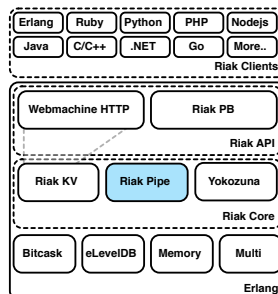 Erlang Ruby Python PHP Nodejs
Java C/C++ .NET Go More..
Riak Clients
Webmachine HTTP Riak PB
Riak API
Riak KV Riak Pipe Yokozuna
Riak Core
Bitcask eLevelDB Memory Multi
Erlang